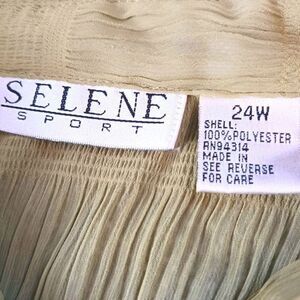 SELENE
SPORT
24W
SHELL:
100%POLYESTER
RN94314
MADE IN
SEE REVERSE
FOR CARE